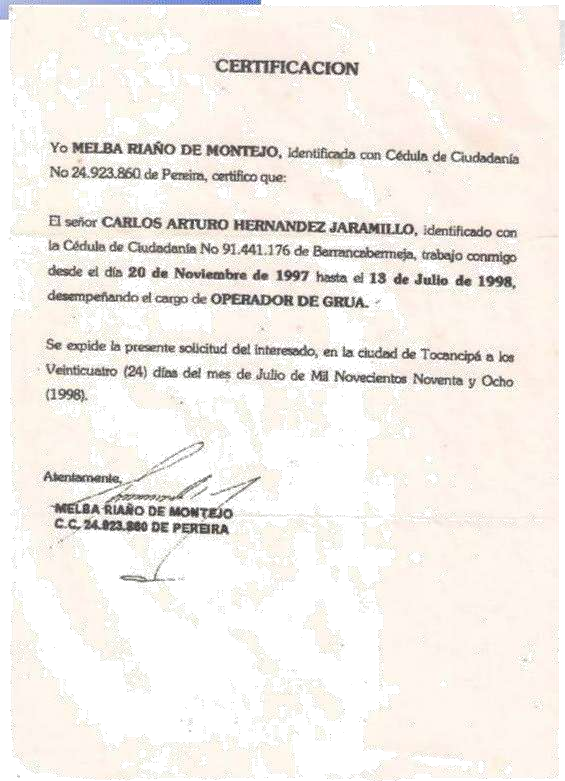 CERTIFICACION
Yo MELBA RIAÑO DE MONTEJO, identificada con Cédula de Ciudadanía
No 24.923.860 de Pereira, certifico que:
El señor CARLOS ARTURO HERNANDEZ JARAMILLO, identificado con
la Cédula de Ciudadanía No 91.441.176 de Barrancabermeja, trabajo conmigo
desde el día 20 de Noviembre de 1997 hasta el 13 de Julio de 1998,
desempeñando el cargo de OPERADOR DE GRUA.
Se expide la presente solicitud del interesado, en la ciudad de Tocancipá a los
Veinticuatro (24) días del mes de Julio de Mil Novecientos Noventa y Ocho
(1998).
Atentamente,
MELBA RIAÑO DE MONTEJO
C.C. 24.923.860 DE PEREIRA